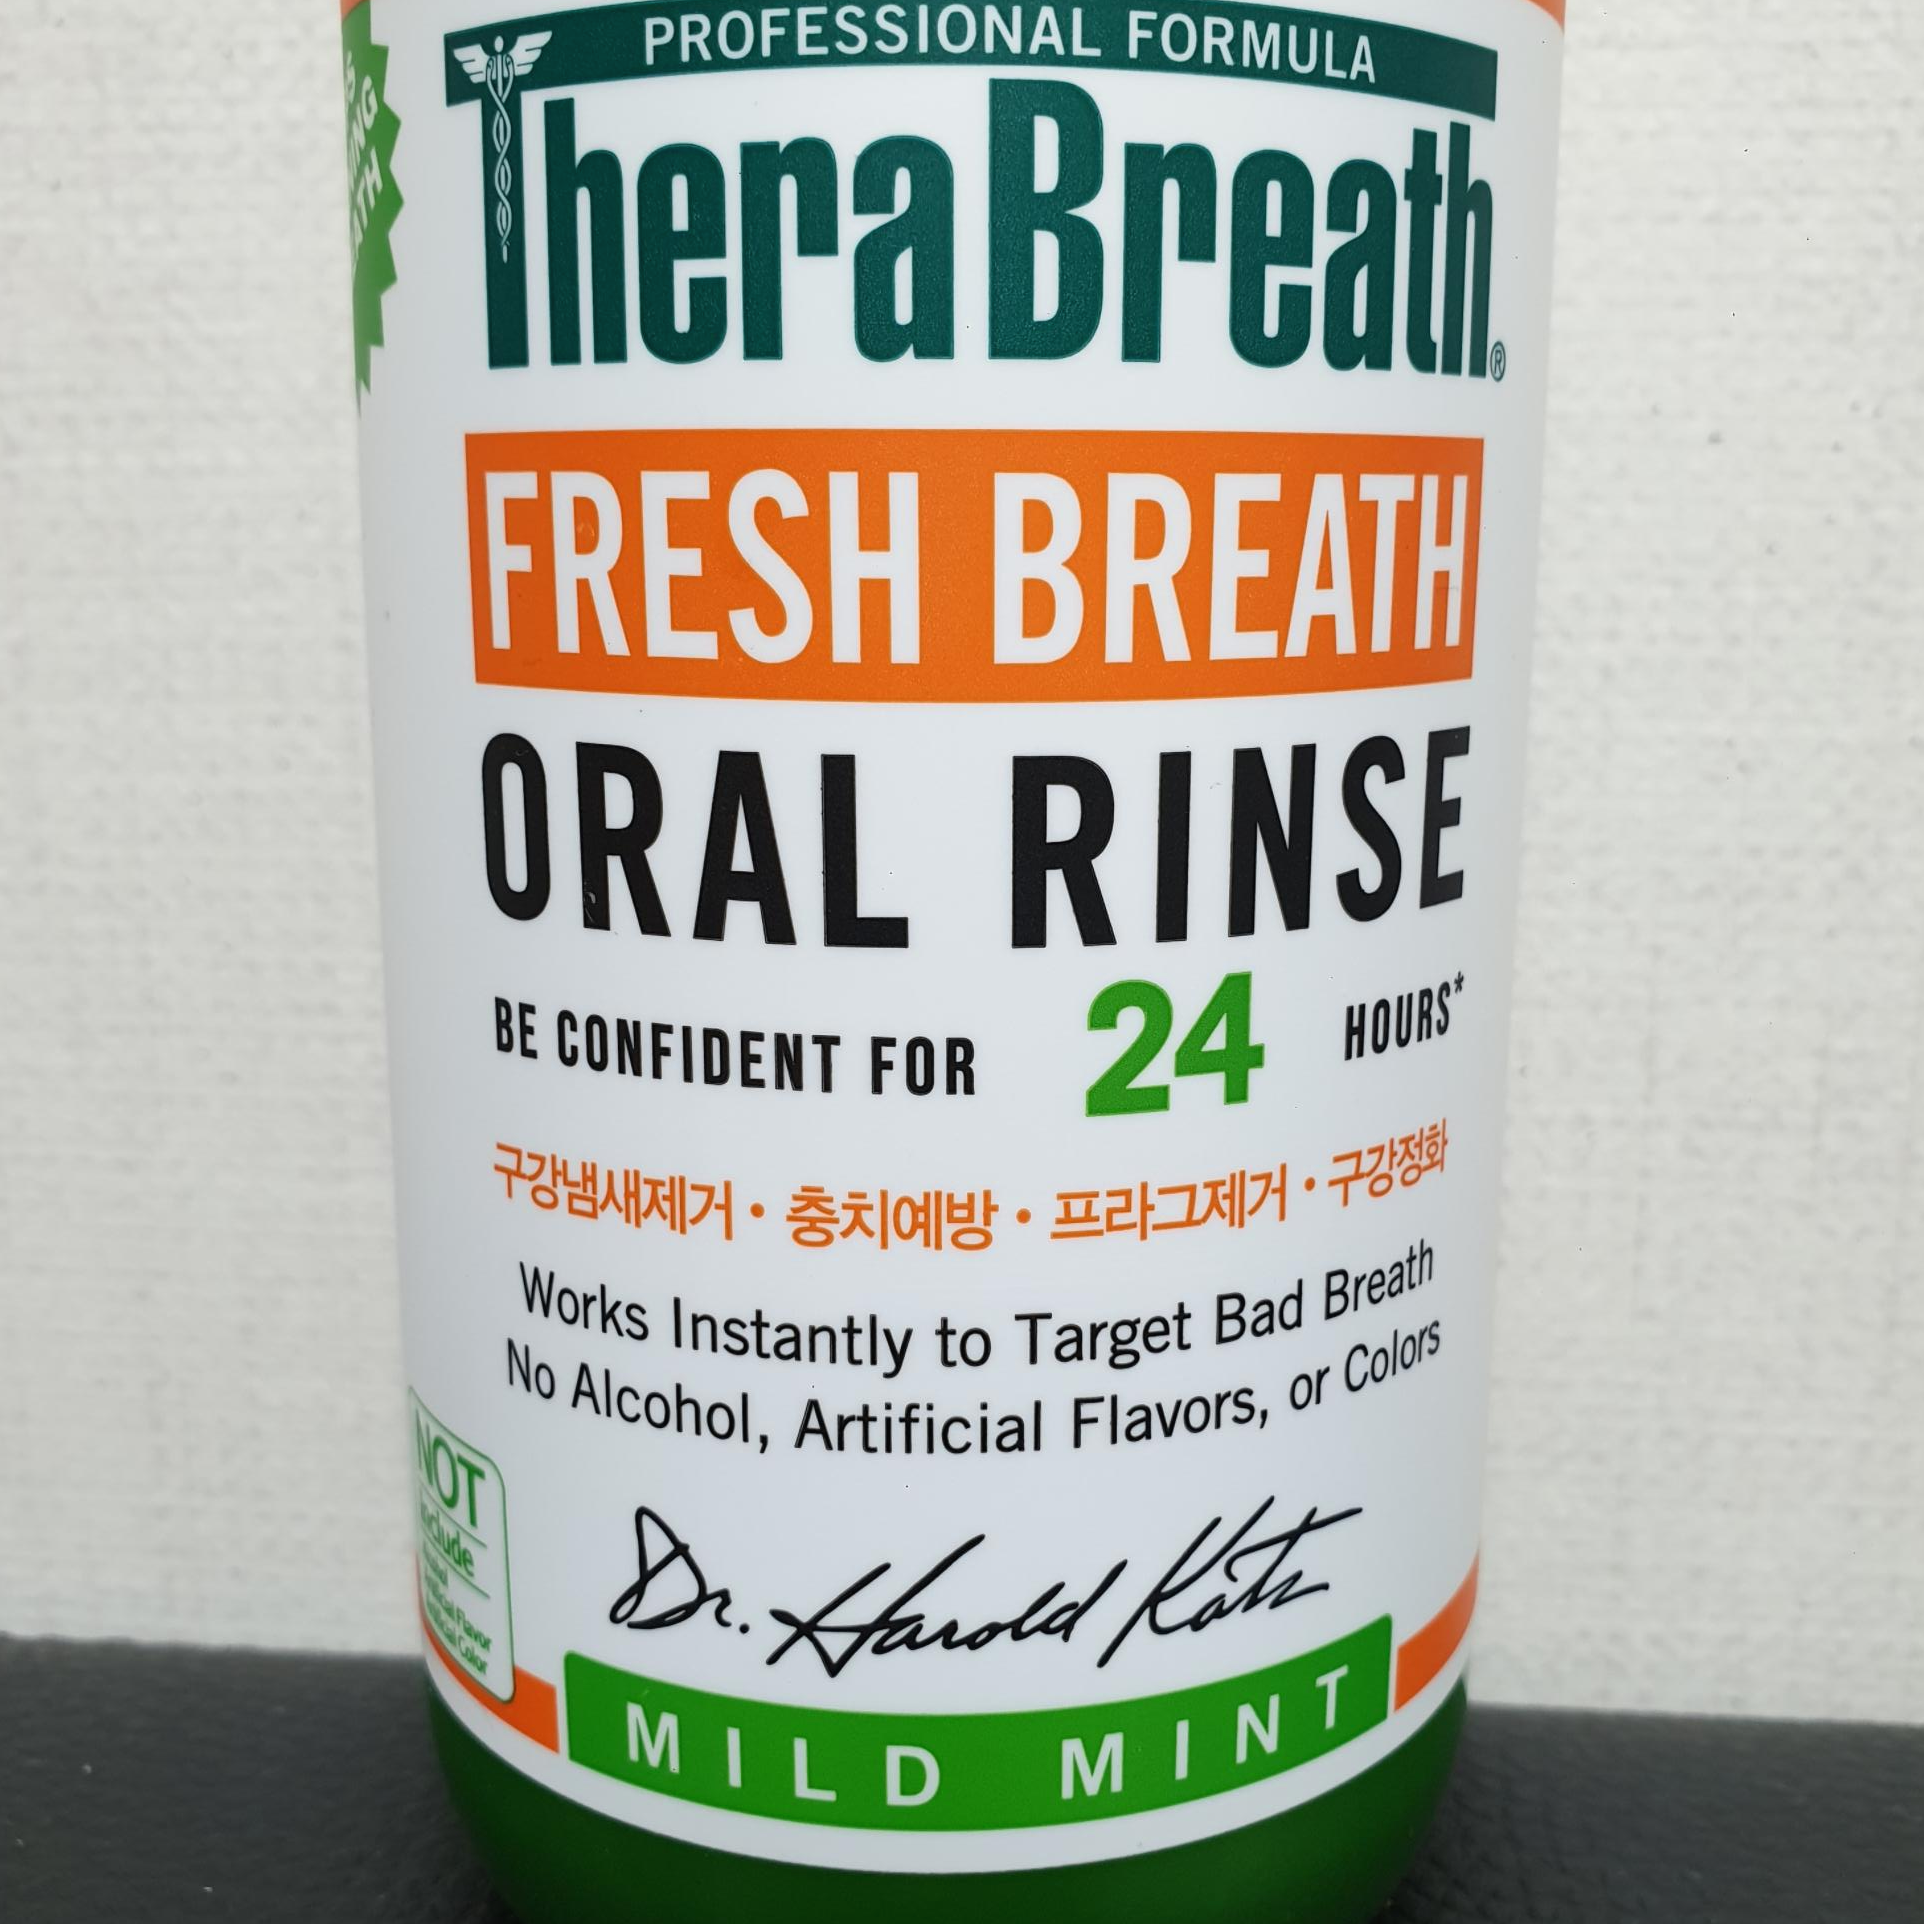 PROFESSIONAL FORMULA
TheraBreath®
FRESH BREATH
ORAL RINSE
BE CONFIDENT FOR 24 HOURS*
구강냄새제거 • 충치예방 • 프라그제거 • 구강정화
Works Instantly to Target Bad Breath
No Alcohol, Artificial Flavors, or Colors
NOT
include
Dr. Harold Katz
MILD MINT